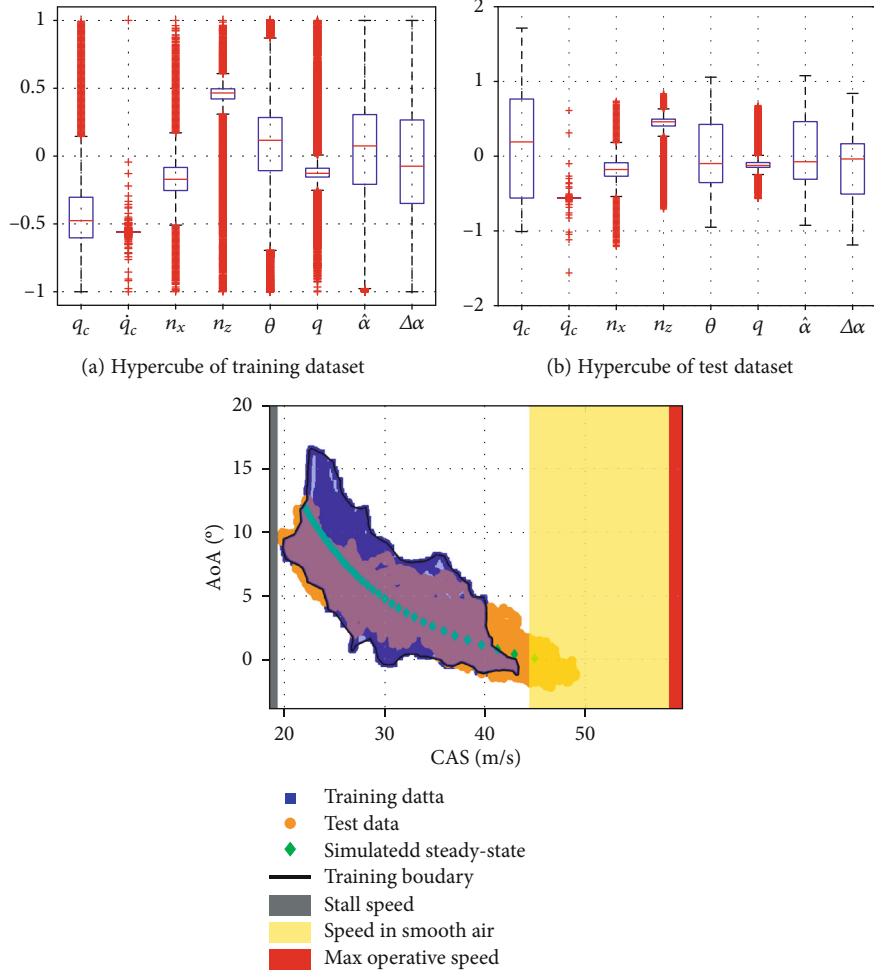 1
0.5
0
–0.5
–1
q_c
q̇_c
n_x
n_z
θ
q
α̂
Δα
(a) Hypercube of training dataset
2
1
0
–1
–2
q_c
q̇_c
n_x
n_z
θ
q
α̂
Δα
(b) Hypercube of test dataset
20
15
10
5
0
AoA (°)
20 30 40 50
CAS (m/s)
Training datta
Test data
Simulatedd steady-state
Training boudary
Stall speed
Speed in smooth air
Max operative speed